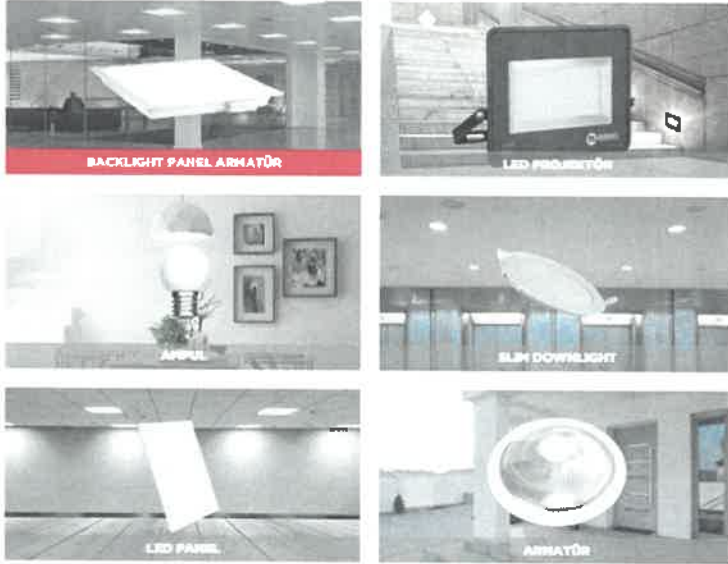 BACKLIGHT PANEL ARMATÜR
LED PROJEKTÖR
AMPUL
SLIM DOWNLIGHT
LED PANEL
ARMATÜR